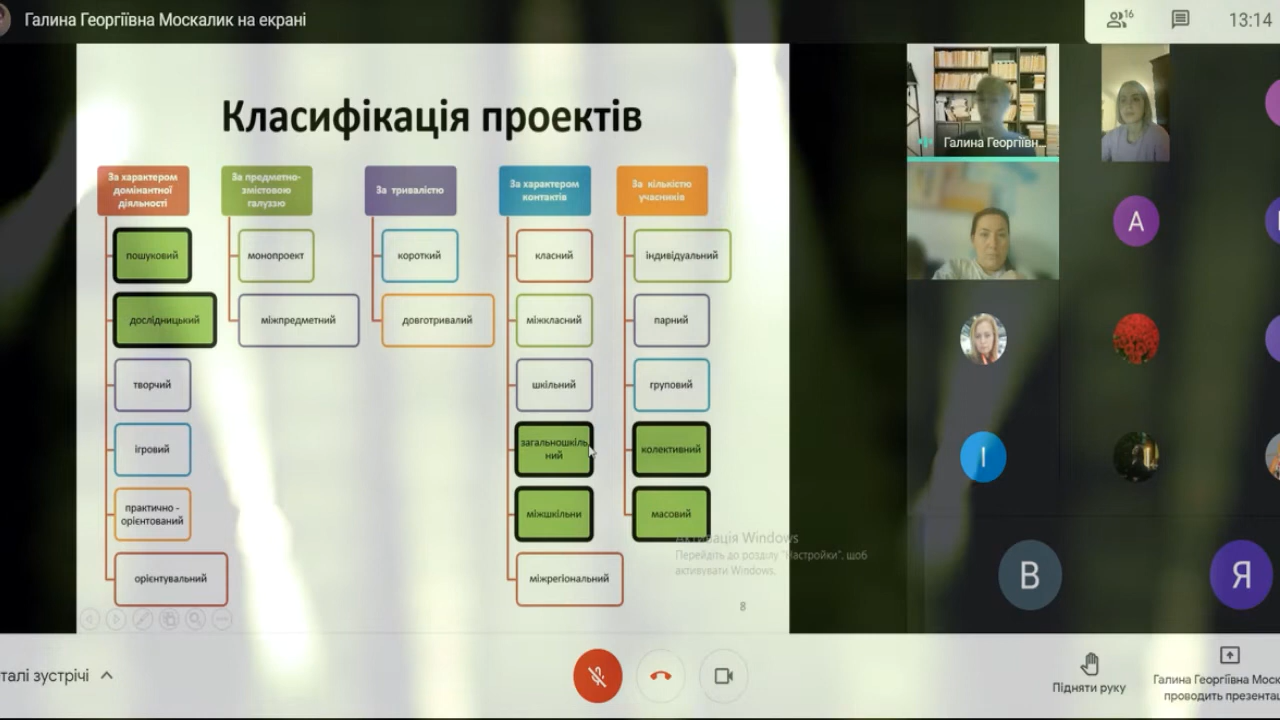 Галина Георгіївна Москалик на екрані
16
13:14
Класифікація проектів
За характером
домінантної
діяльності
пошуковий
дослідницький
творчий
ігровий
практично -
орієнтований
орієнтувальний
За предметно-
змістовою
галуззю
монопроект
міжпредметний
За тривалістю
короткий
довготривалий
За характером
контактів
класний
міжкласний
шкільний
загальношкіль
ний
міжшкільни
міжрегіональний
За кількістю
учасників
індивідуальний
парний
груповий
колективний
масовий
Активація Windows
Перейдіть до розділу "Настройки", щоб
активувати Windows.
8
Галина Георгіївн...
А
І
В
Я
талі зустрічі
Підняти руку
Галина Георгіївна Моск
проводить презентац